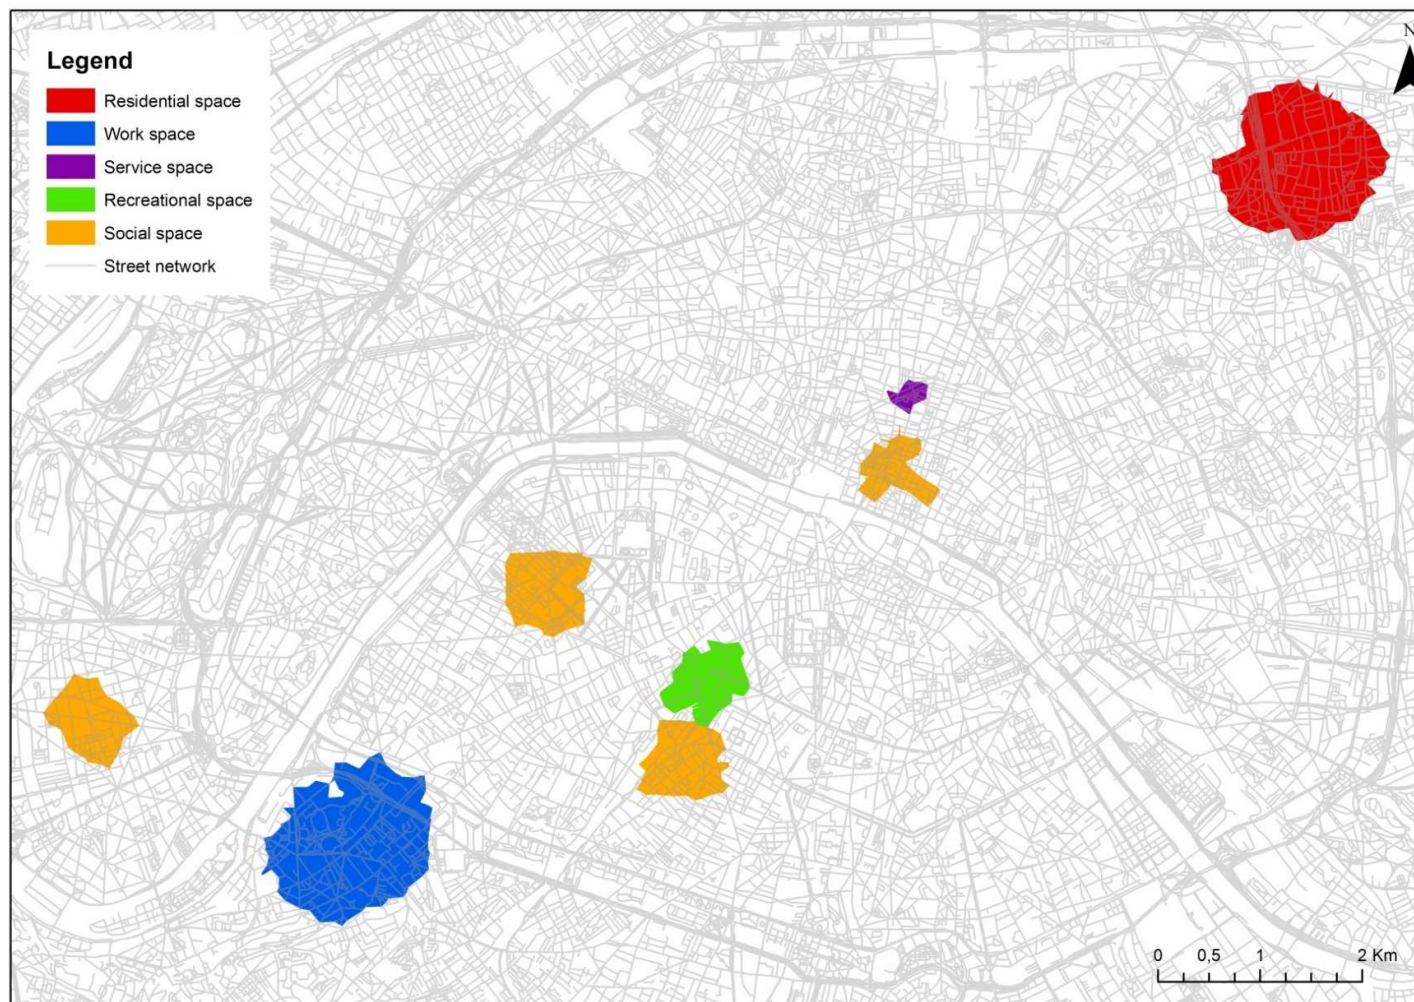 N
Legend
Residential space
Work space
Service space
Recreational space
Social space
Street network
0 0,5 1 2 Km